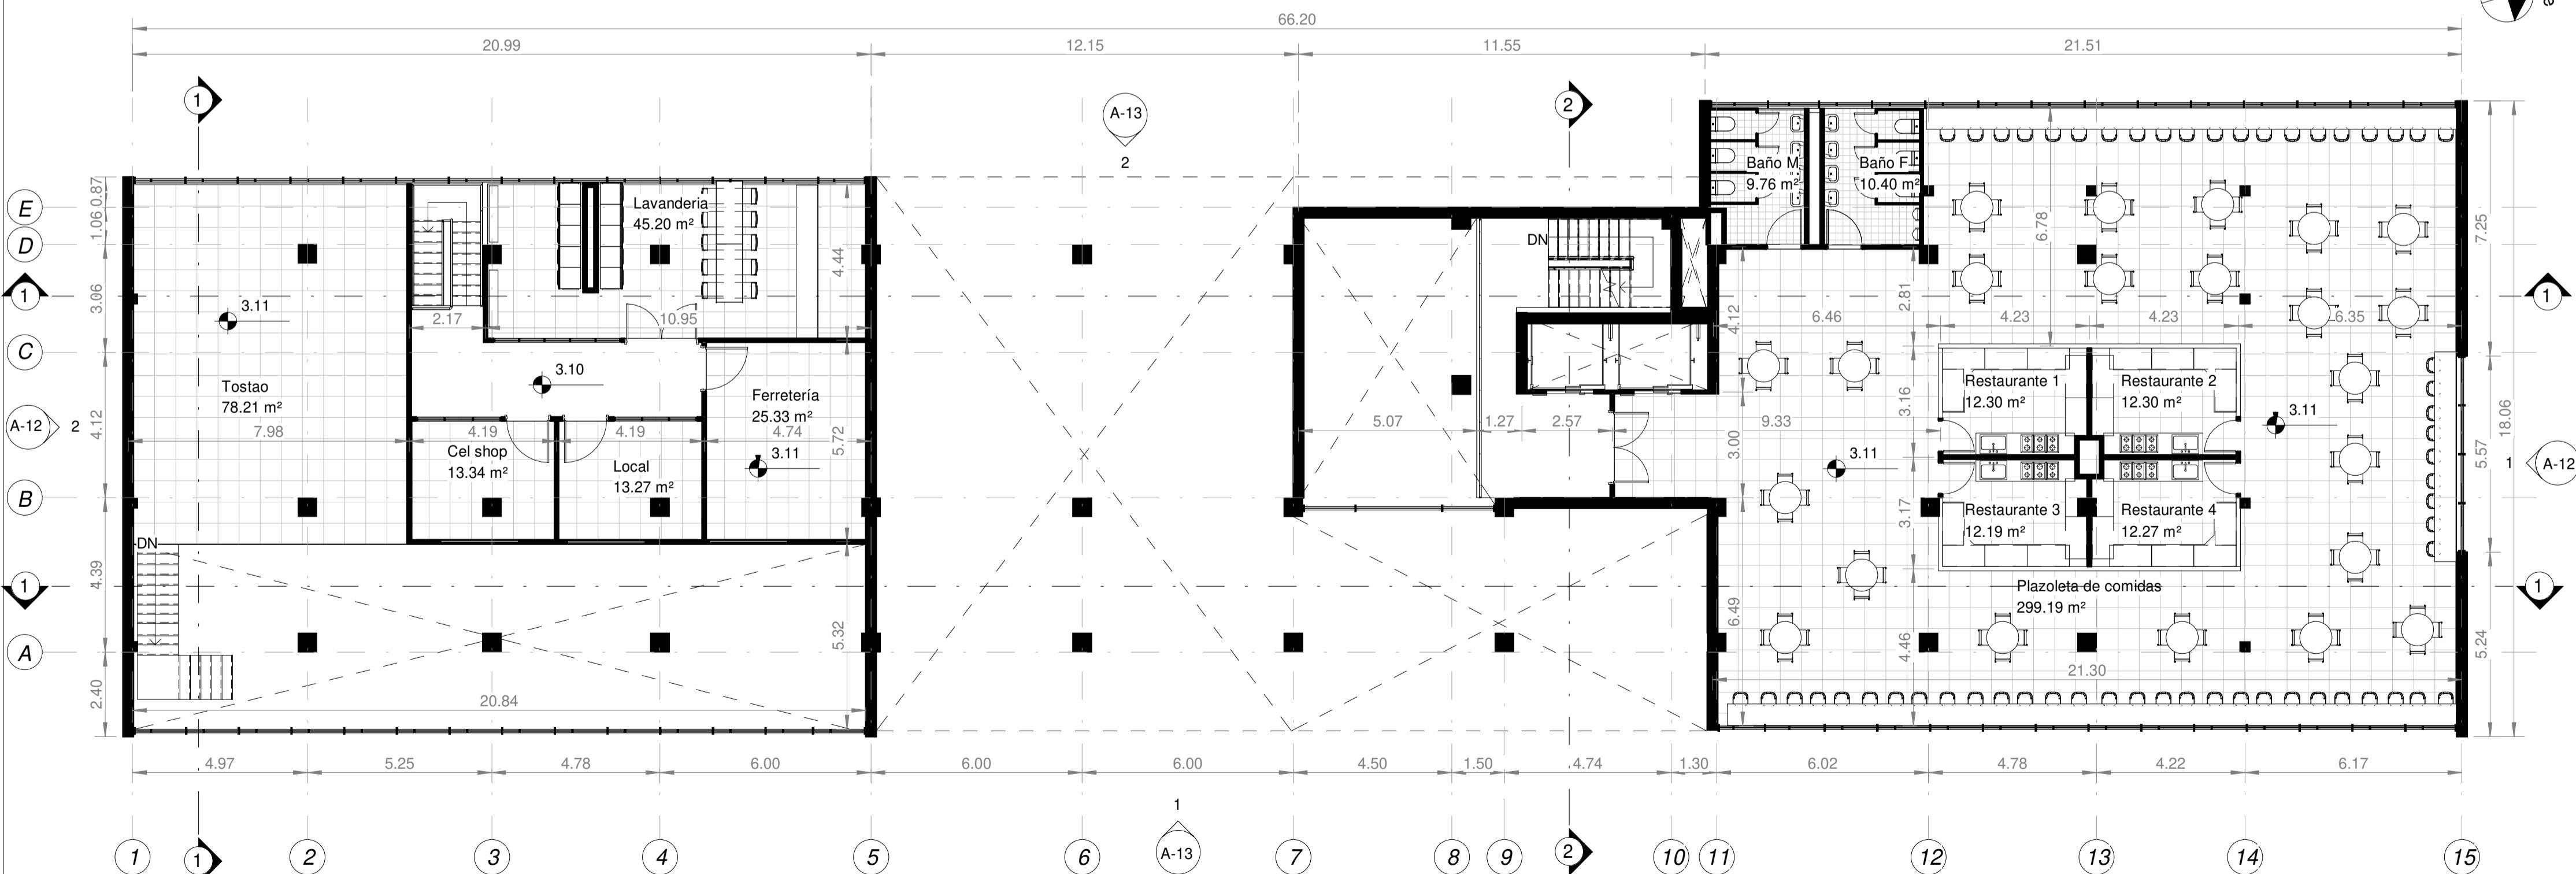 66.20
20.99
12.15
11.55
21.51
1
A-13
2
2
E
D
C
B
A
0.87
1.06
3.06
4.12
4.39
2.40
1
1
A-12
2
Lavanderia
45.20 m²
4.44
3.11
2.17
10.95
3.10
Tostao
78.21 m²
7.98
4.19
Cel shop
13.34 m²
4.19
Local
13.27 m²
Ferretería
25.33 m²
4.74
5.72
3.11
DN
5.32
20.84
DN
4.12
5.07
1.27
2.57
9.33
3.00
Baño M
9.76 m²
Baño F
10.40 m²
6.78
2.81
6.46
4.23
4.23
6.35
7.25
Restaurante 1
12.30 m²
Restaurante 2
12.30 m²
3.16
3.11
3.11
3.17
Restaurante 3
12.19 m²
Restaurante 4
12.27 m²
Plazoleta de comidas
299.19 m²
6.49
4.46
21.30
18.06
5.57
5.24
1
1
A-12
1
4.97
5.25
4.78
6.00
6.00
6.00
4.50
1.50
4.74
1.30
6.02
4.78
4.22
6.17
1
A-13
1
1
2
3
4
5
6
7
8
9
2
10
11
12
13
14
15